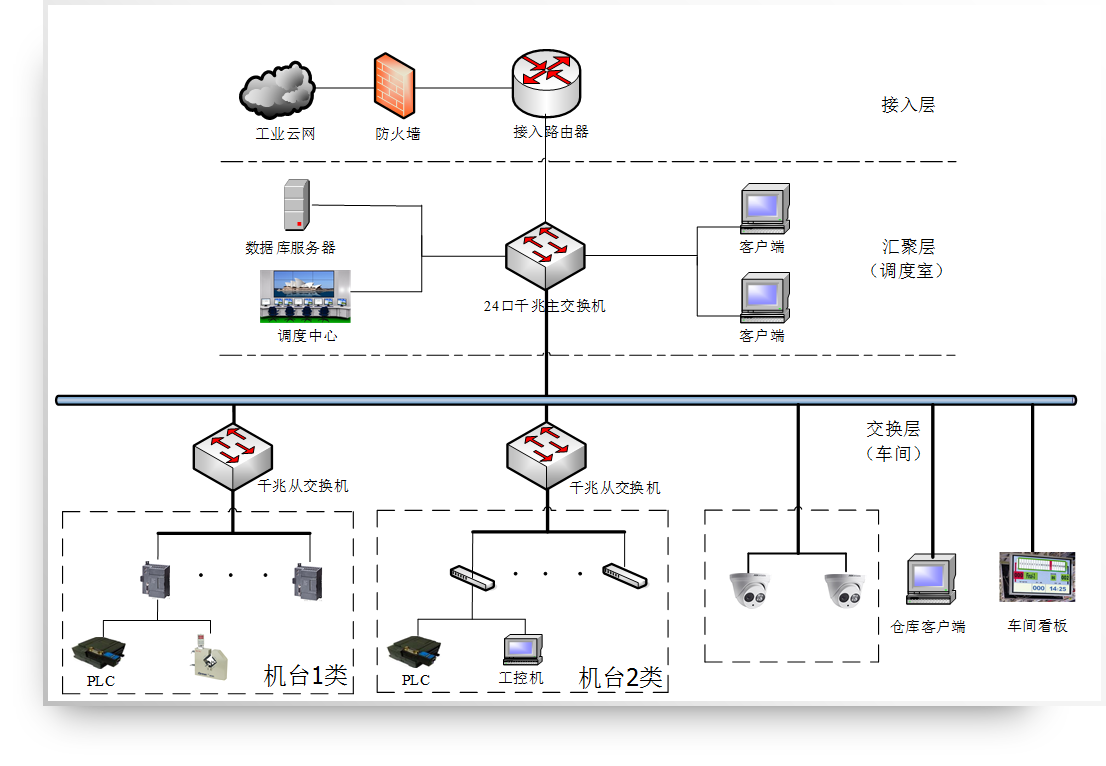 工业云网
防火墙
接入路由器
接入层
数据库服务器
调度中心
24口千兆主交换机
客户端
客户端
汇聚层
（调度室）
交换层
（车间）
千兆从交换机
千兆从交换机
PLC
机台1类
PLC
工控机
机台2类
仓库客户端
000 14:25
车间看板